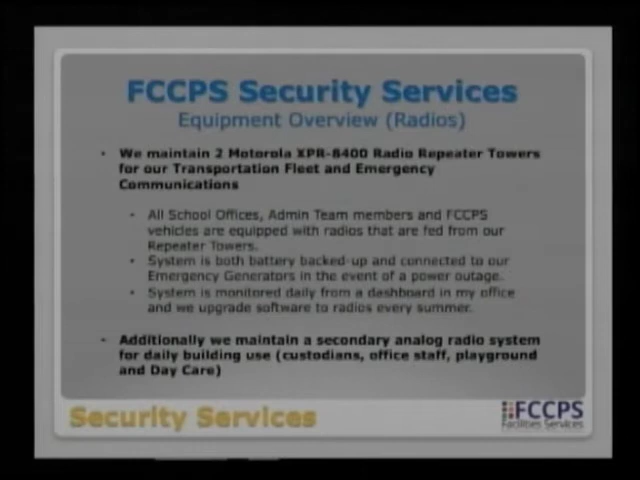 FCCPS Security Services
Equipment Overview (Radios)
• We maintain 2 Motorola XPR-8400 Radio Repeater Towers
for our Transportation Fleet and Emergency
Communications
• All School Offices, Admin Team members and FCCPS
vehicles are equipped with radios that are fed from our
Repeater Towers.
• System is both battery backed-up and connected to our
Emergency Generators in the event of a power outage.
• System is monitored daily from a dashboard in my office
and we upgrade software to radios every summer.
• Additionally we maintain a secondary analog radio system
for daily building use (custodians, office staff, playground
and Day Care)
Security Services
FCCPS
Facilities Services